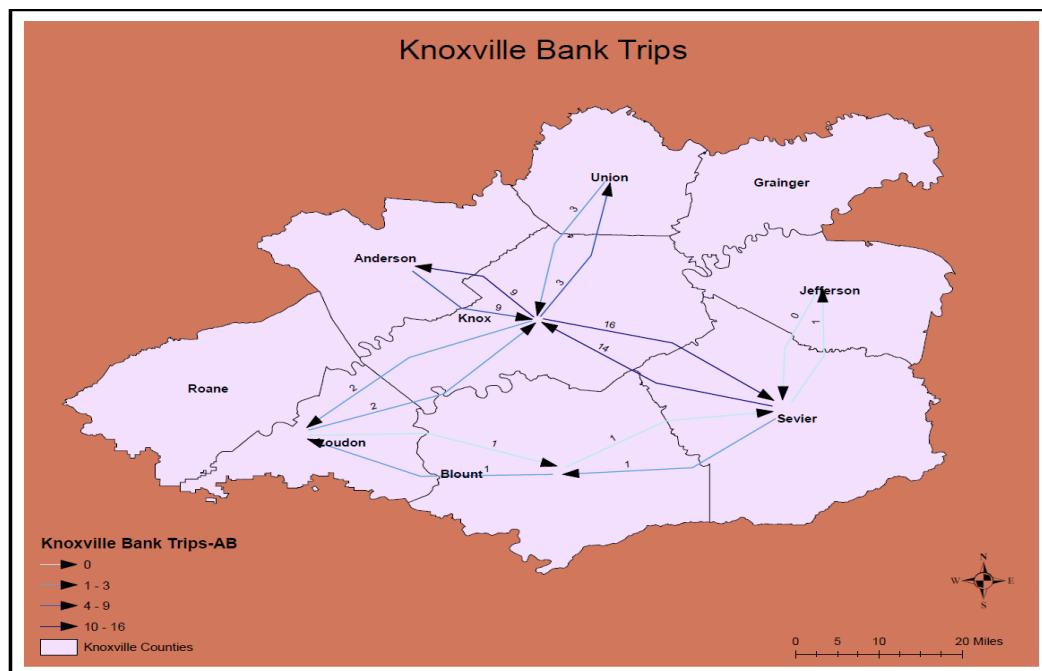 Knoxville Bank Trips
Union
Grainger
3
Anderson
3
Jefferson
9
9
Knox
0
1
16
14
Roane
2
2
Sevier
Loudon
1
1
Blount
1
1
Knoxville Bank Trips-AB
0
1 - 3
4 - 9
10 - 16
Knoxville Counties
N
W
E
S
0 5 10 20 Miles